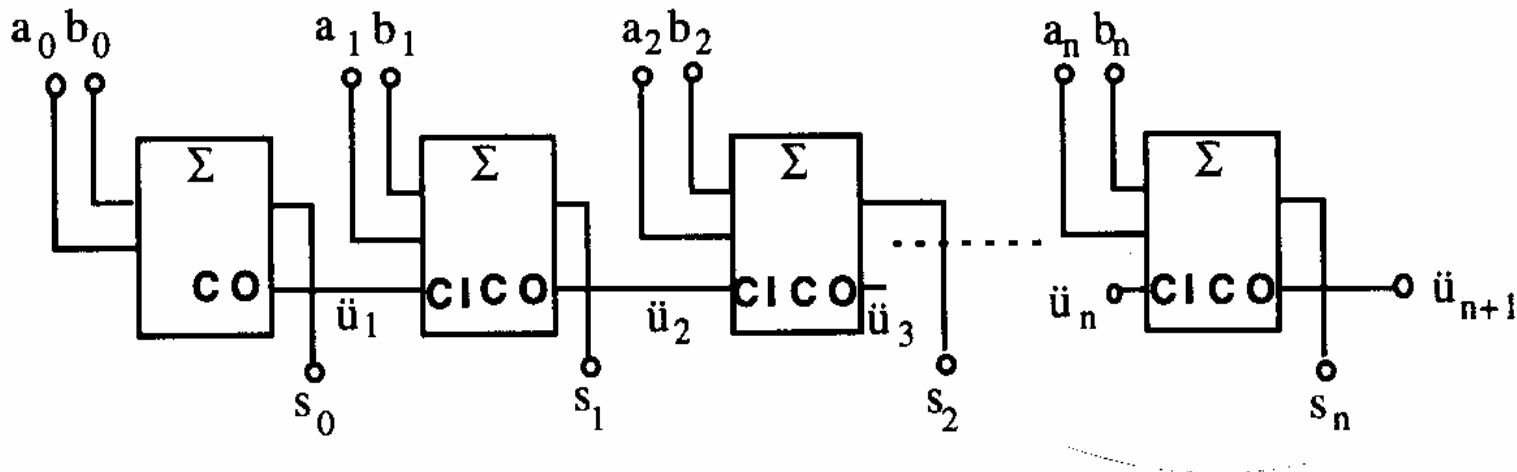 a0 b0 a1 b1 a2 b2 an bn
Σ Σ Σ Σ
CO CI CO CI CO CI CO
ü1 ü2 ü3 ün ün+1
s0 s1 s2 sn